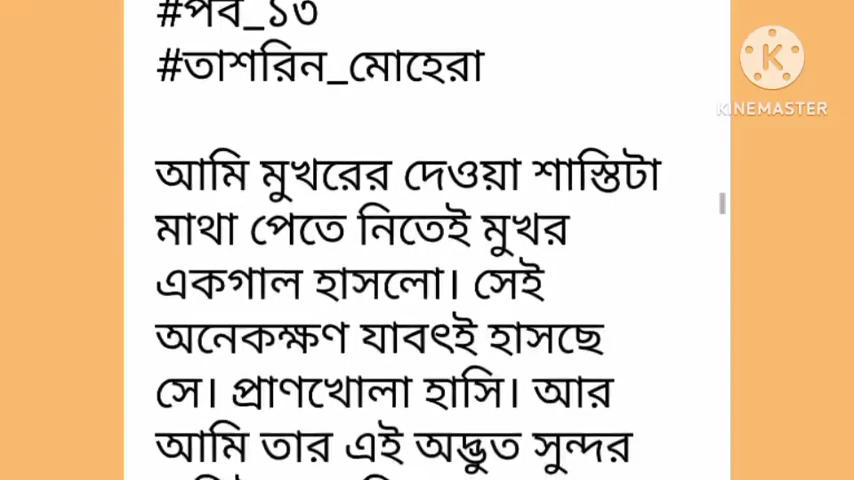 #পর্ব_১৩
#তাশরিন_মোহেরা
KINEMASTER
আমি মুখরের দেওয়া শাস্তিটা
মাথা পেতে নিতেই মুখর
একগাল হাসলো। সেই
অনেকক্ষণ যাবৎই হাসছে
সে। প্রাণখোলা হাসি। আর
আমি তার এই অদ্ভুত সুন্দর